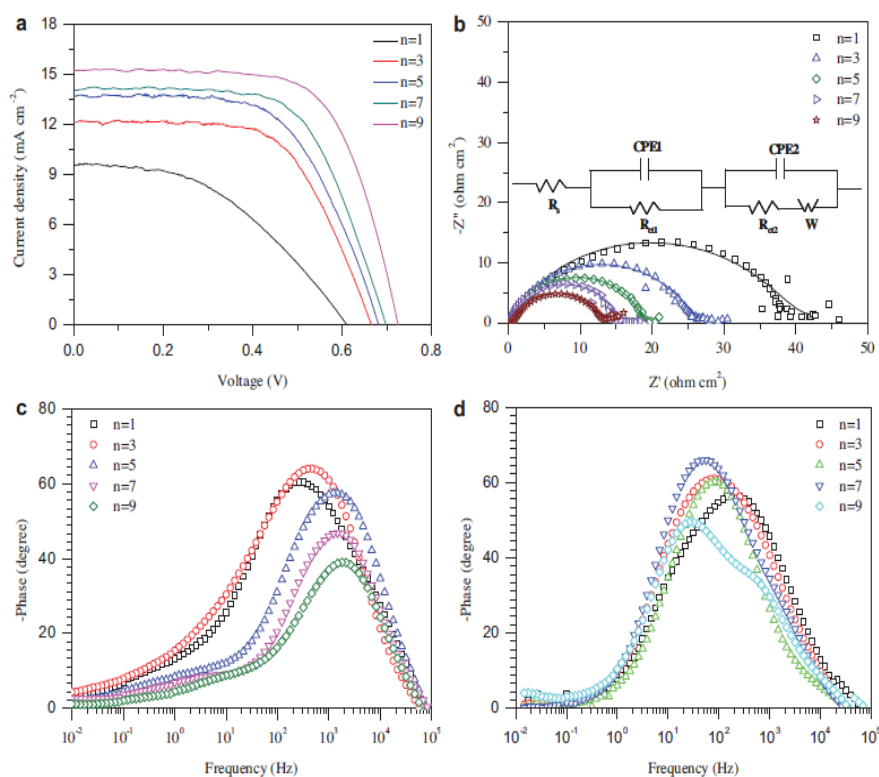 a
18
15
12
9
6
3
0
0.0 0.2 0.4 0.6 0.8
Current density (mA cm⁻²)
Voltage (V)
n=1
n=3
n=5
n=7
n=9
b
50
40
30
20
10
0
0 10 20 30 40 50
-Z'' (ohm cm²)
Z' (ohm cm²)
n=1
n=3
n=5
n=7
n=9
CPE1
CPE2
Rs
Rct1
Rct2
W
c
80
60
40
20
0
10⁻² 10⁻¹ 10⁰ 10¹ 10² 10³ 10⁴ 10⁵
-Phase (degree)
Frequency (Hz)
n=1
n=3
n=5
n=7
n=9
d
80
60
40
20
0
10⁻² 10⁻¹ 10⁰ 10¹ 10² 10³ 10⁴ 10⁵
-Phase (degree)
Frequency (Hz)
n=1
n=3
n=5
n=7
n=9